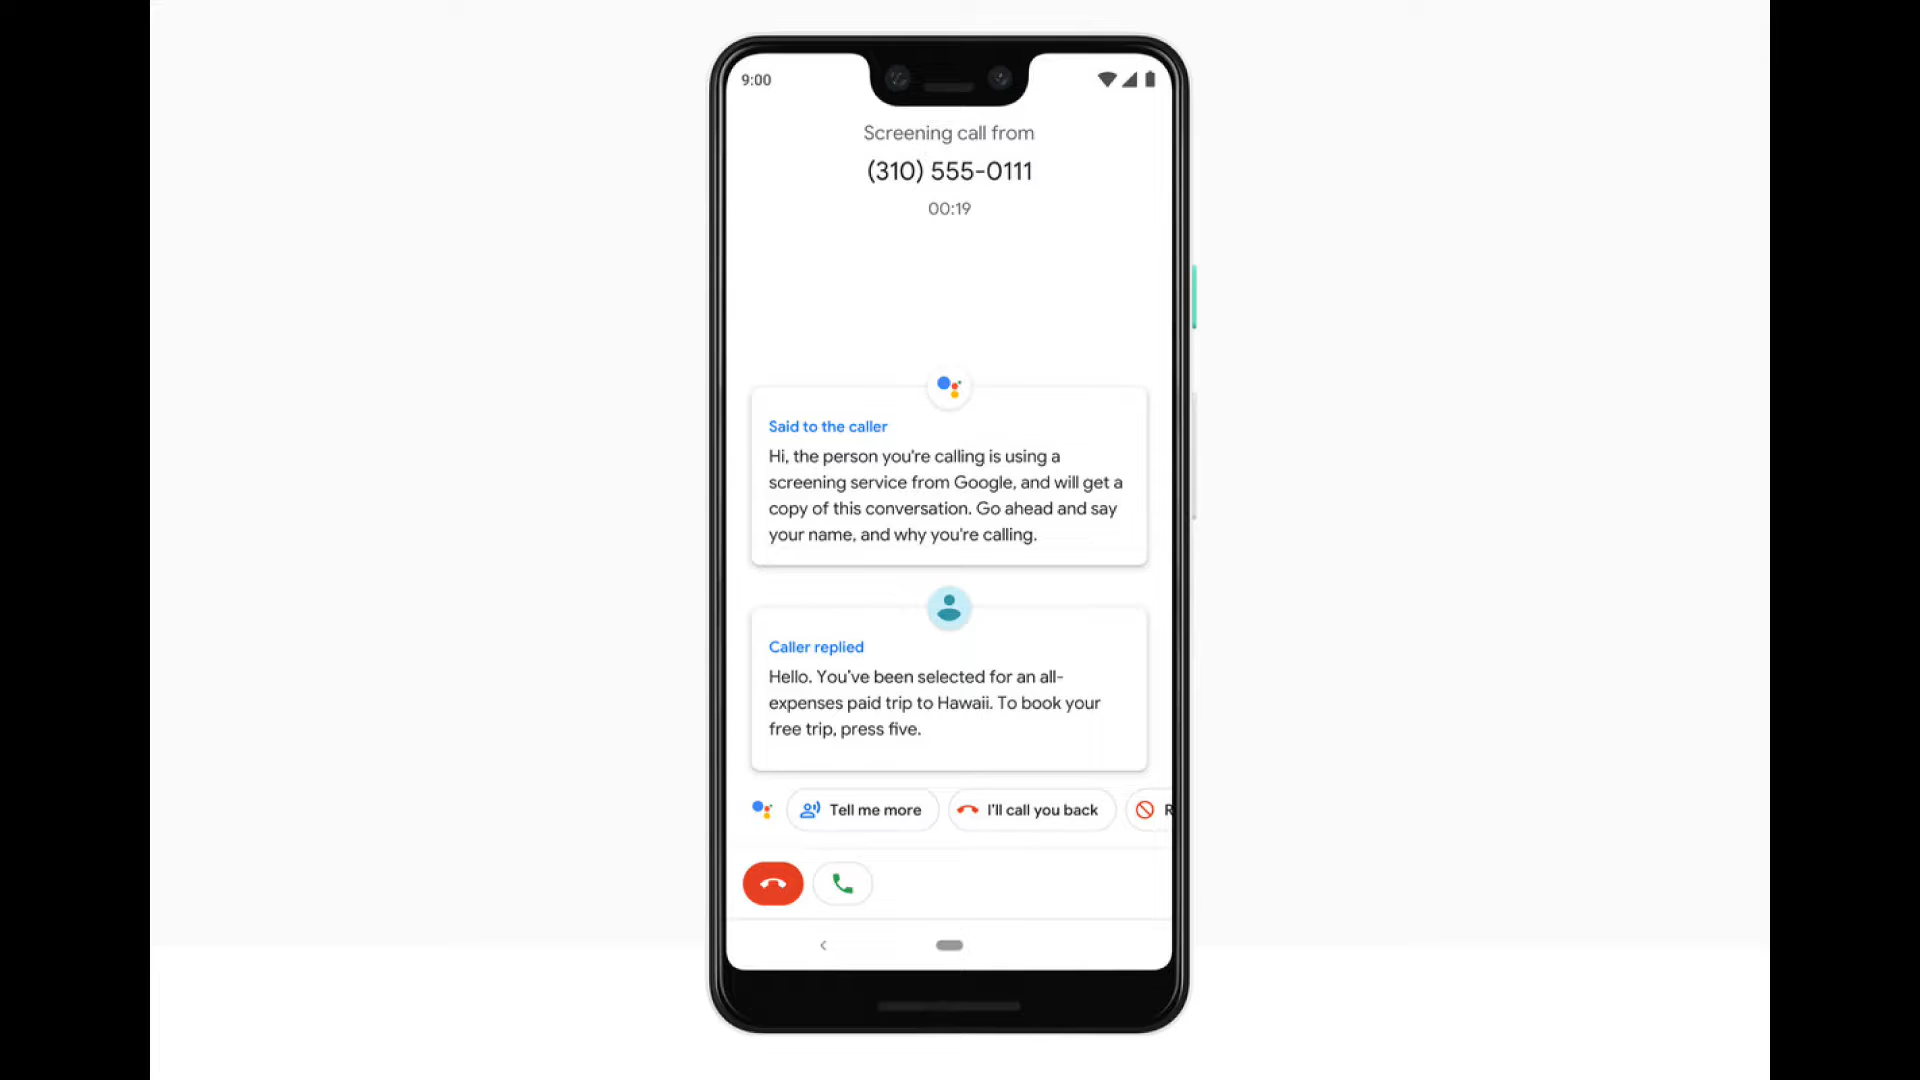 9:00
Screening call from
(310) 555-0111
00:19
Said to the caller
Hi, the person you're calling is using a
screening service from Google, and will get a
copy of this conversation. Go ahead and say
your name, and why you're calling.
Caller replied
Hello. You've been selected for an all-
expenses paid trip to Hawaii. To book your
free trip, press five.
Tell me more
I'll call you back